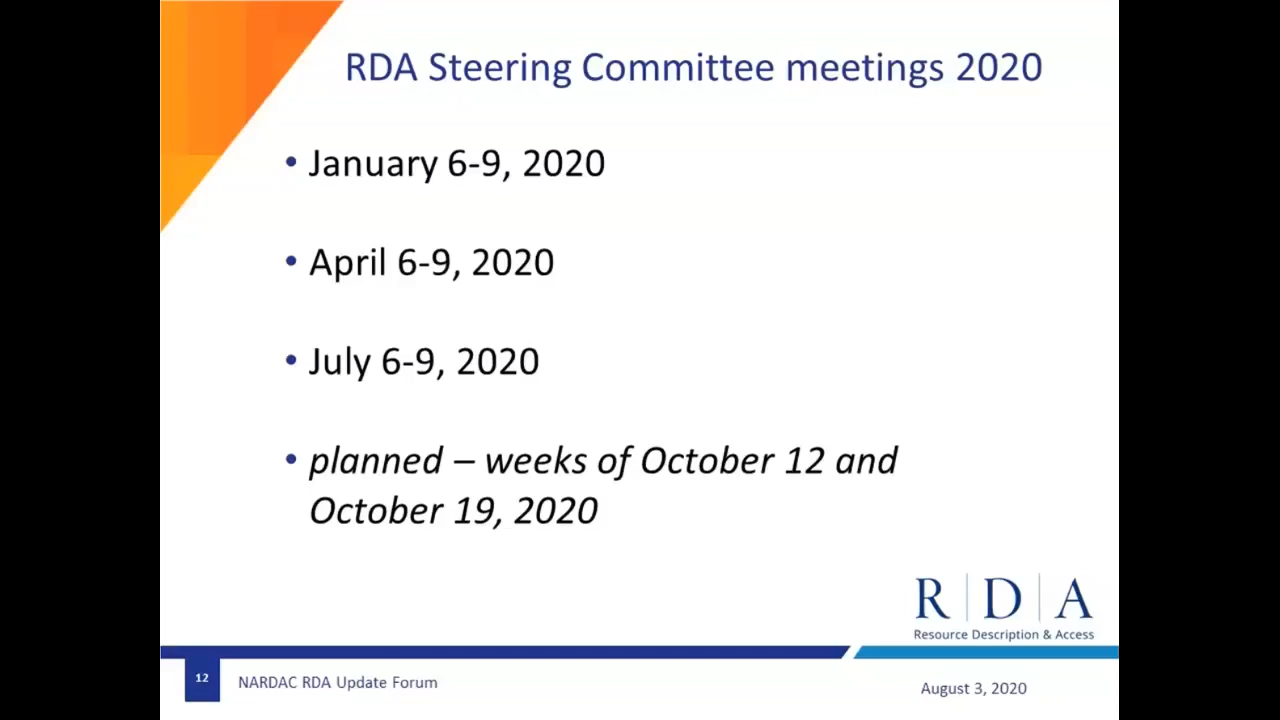 RDA Steering Committee meetings 2020
• January 6-9, 2020
• April 6-9, 2020
• July 6-9, 2020
• planned – weeks of October 12 and
October 19, 2020
R D A
Resource Description & Access
12
NARDAC RDA Update Forum
August 3, 2020